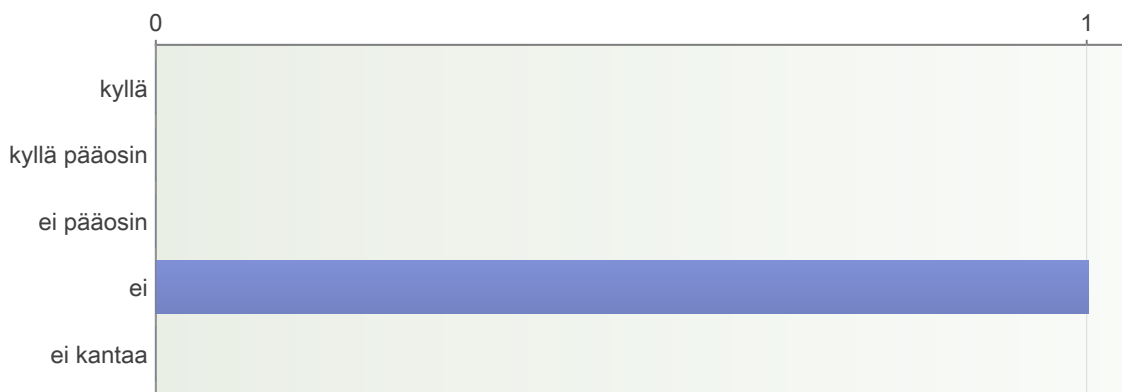 0 1
kyllä
kyllä pääosin
ei pääosin
ei
ei kantaa